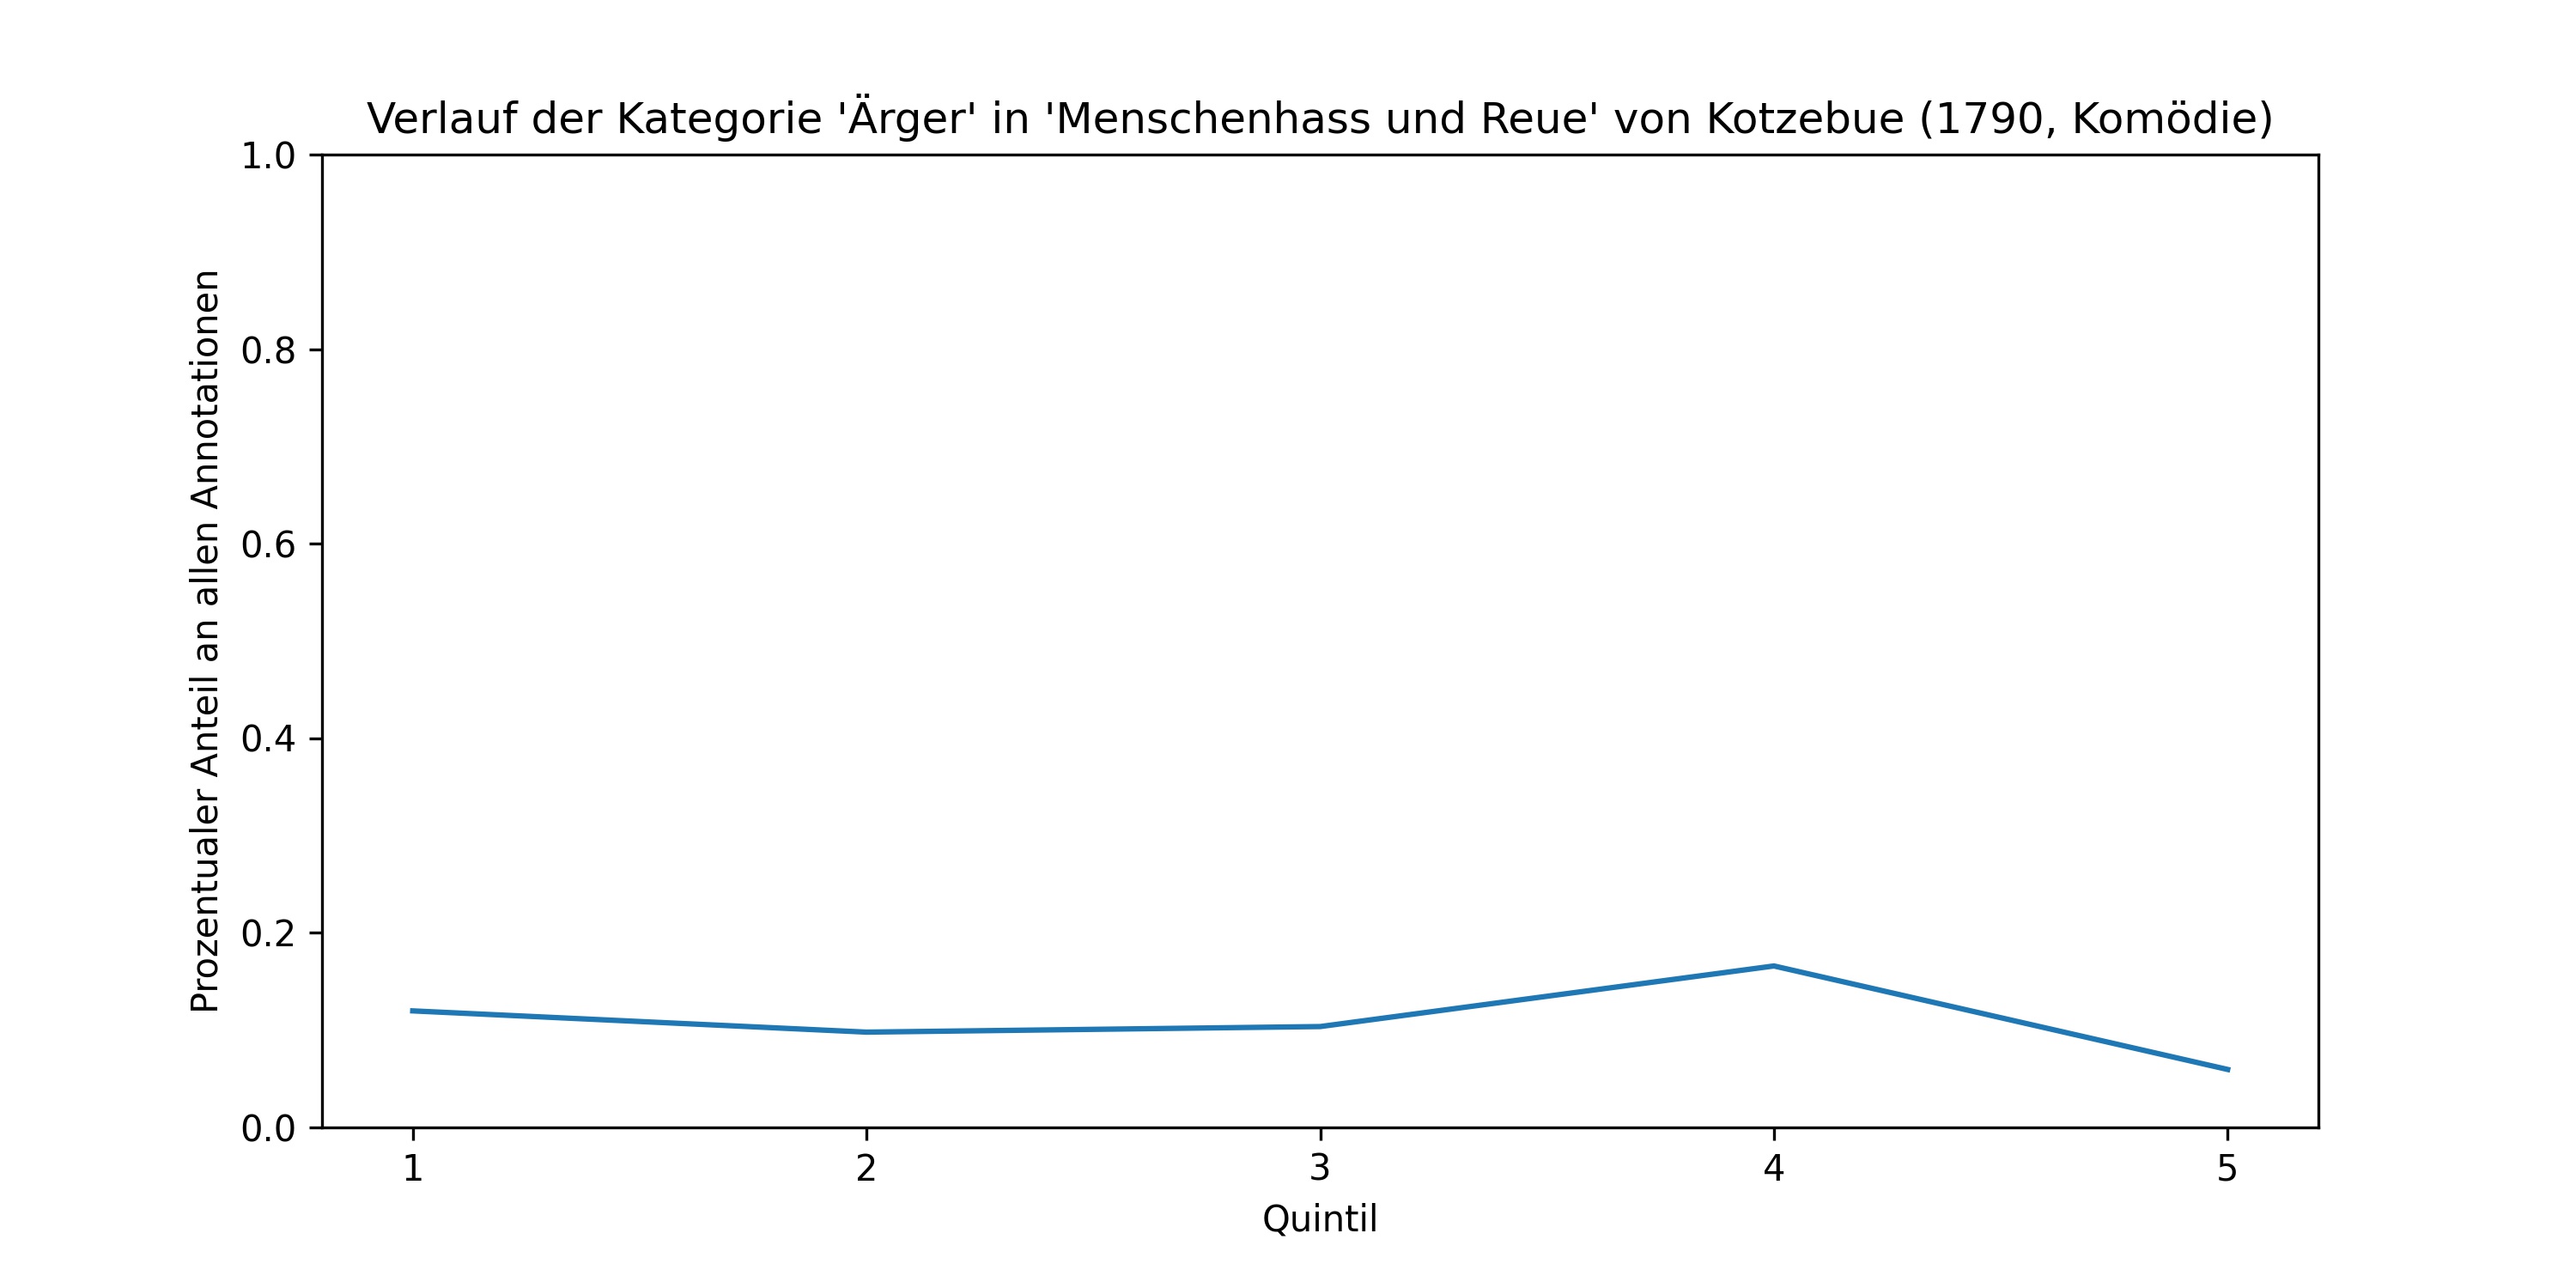 Verlauf der Kategorie 'Ärger' in 'Menschenhass und Reue' von Kotzebue (1790, Komödie)
Prozentualer Anteil an allen Annotationen
1.0
0.8
0.6
0.4
0.2
0.0
1 2 3 4 5
Quintil